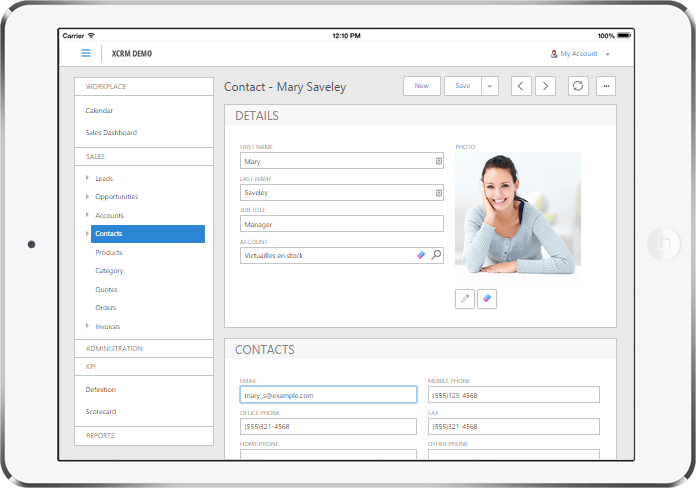 Carrier 12:10 PM 100%
XCRM DEMO My Account
WORKPLACE
Calendar
Sales Dashboard
SALES
Leads
Opportunities
Accounts
Contacts
Products
Category
Quotes
Orders
Invoices
ADMINISTRATION
KPI
Definition
Scorecard
REPORTS
Contact - Mary Saveley New Save ...
DETAILS
FIRST NAME
Mary
LAST NAME
Saveley
JOB TITLE
Manager
ACCOUNT
Victuailles en stock
PHOTO
CONTACTS
EMAIL MOBILE PHONE
mary_s@example.com (555)123-4568
OFFICE PHONE FAX
(555)321-4568 (555)321-4568
HOME PHONE OTHER PHONE